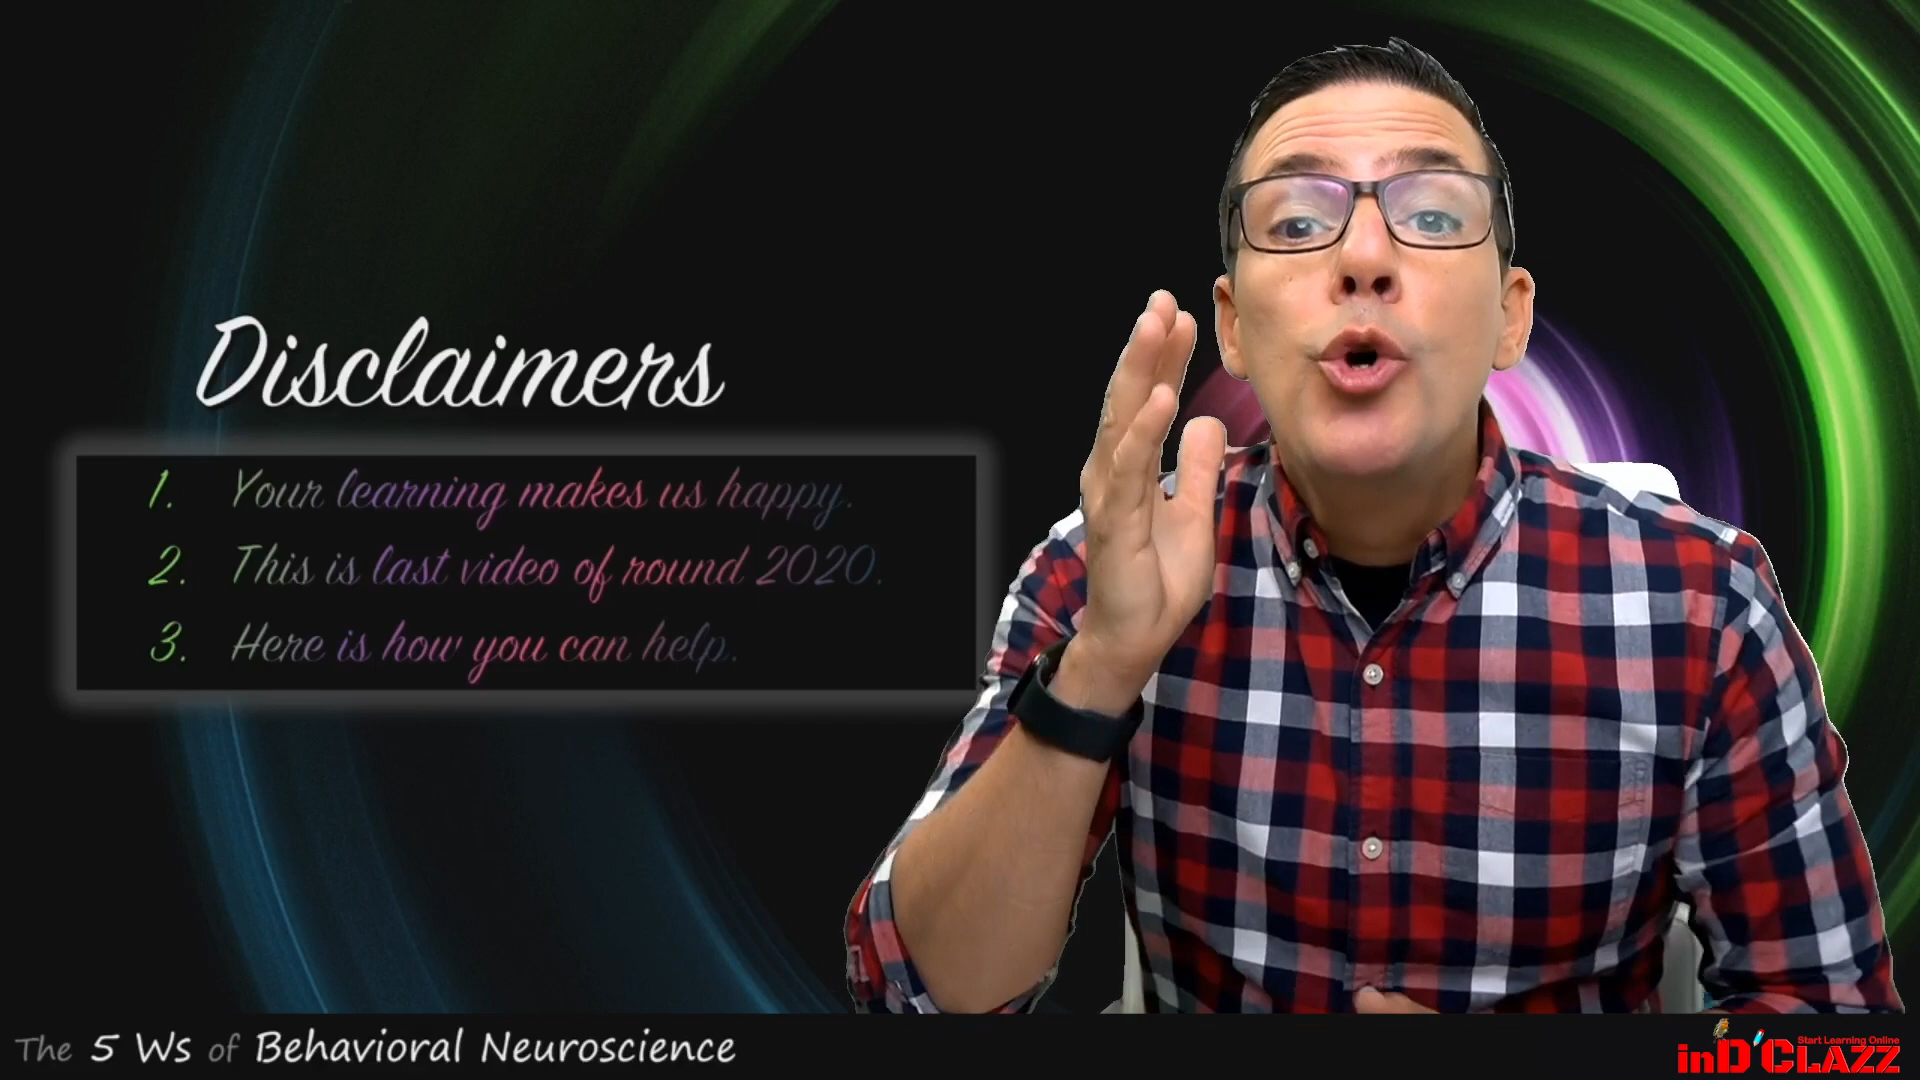 Disclaimers
1. Your learning makes us happy.
2. This is last video of round 2020.
3. Here is how you can help.
The 5 Ws of Behavioral Neuroscience
Start Learning Online
inD'CLAZZ